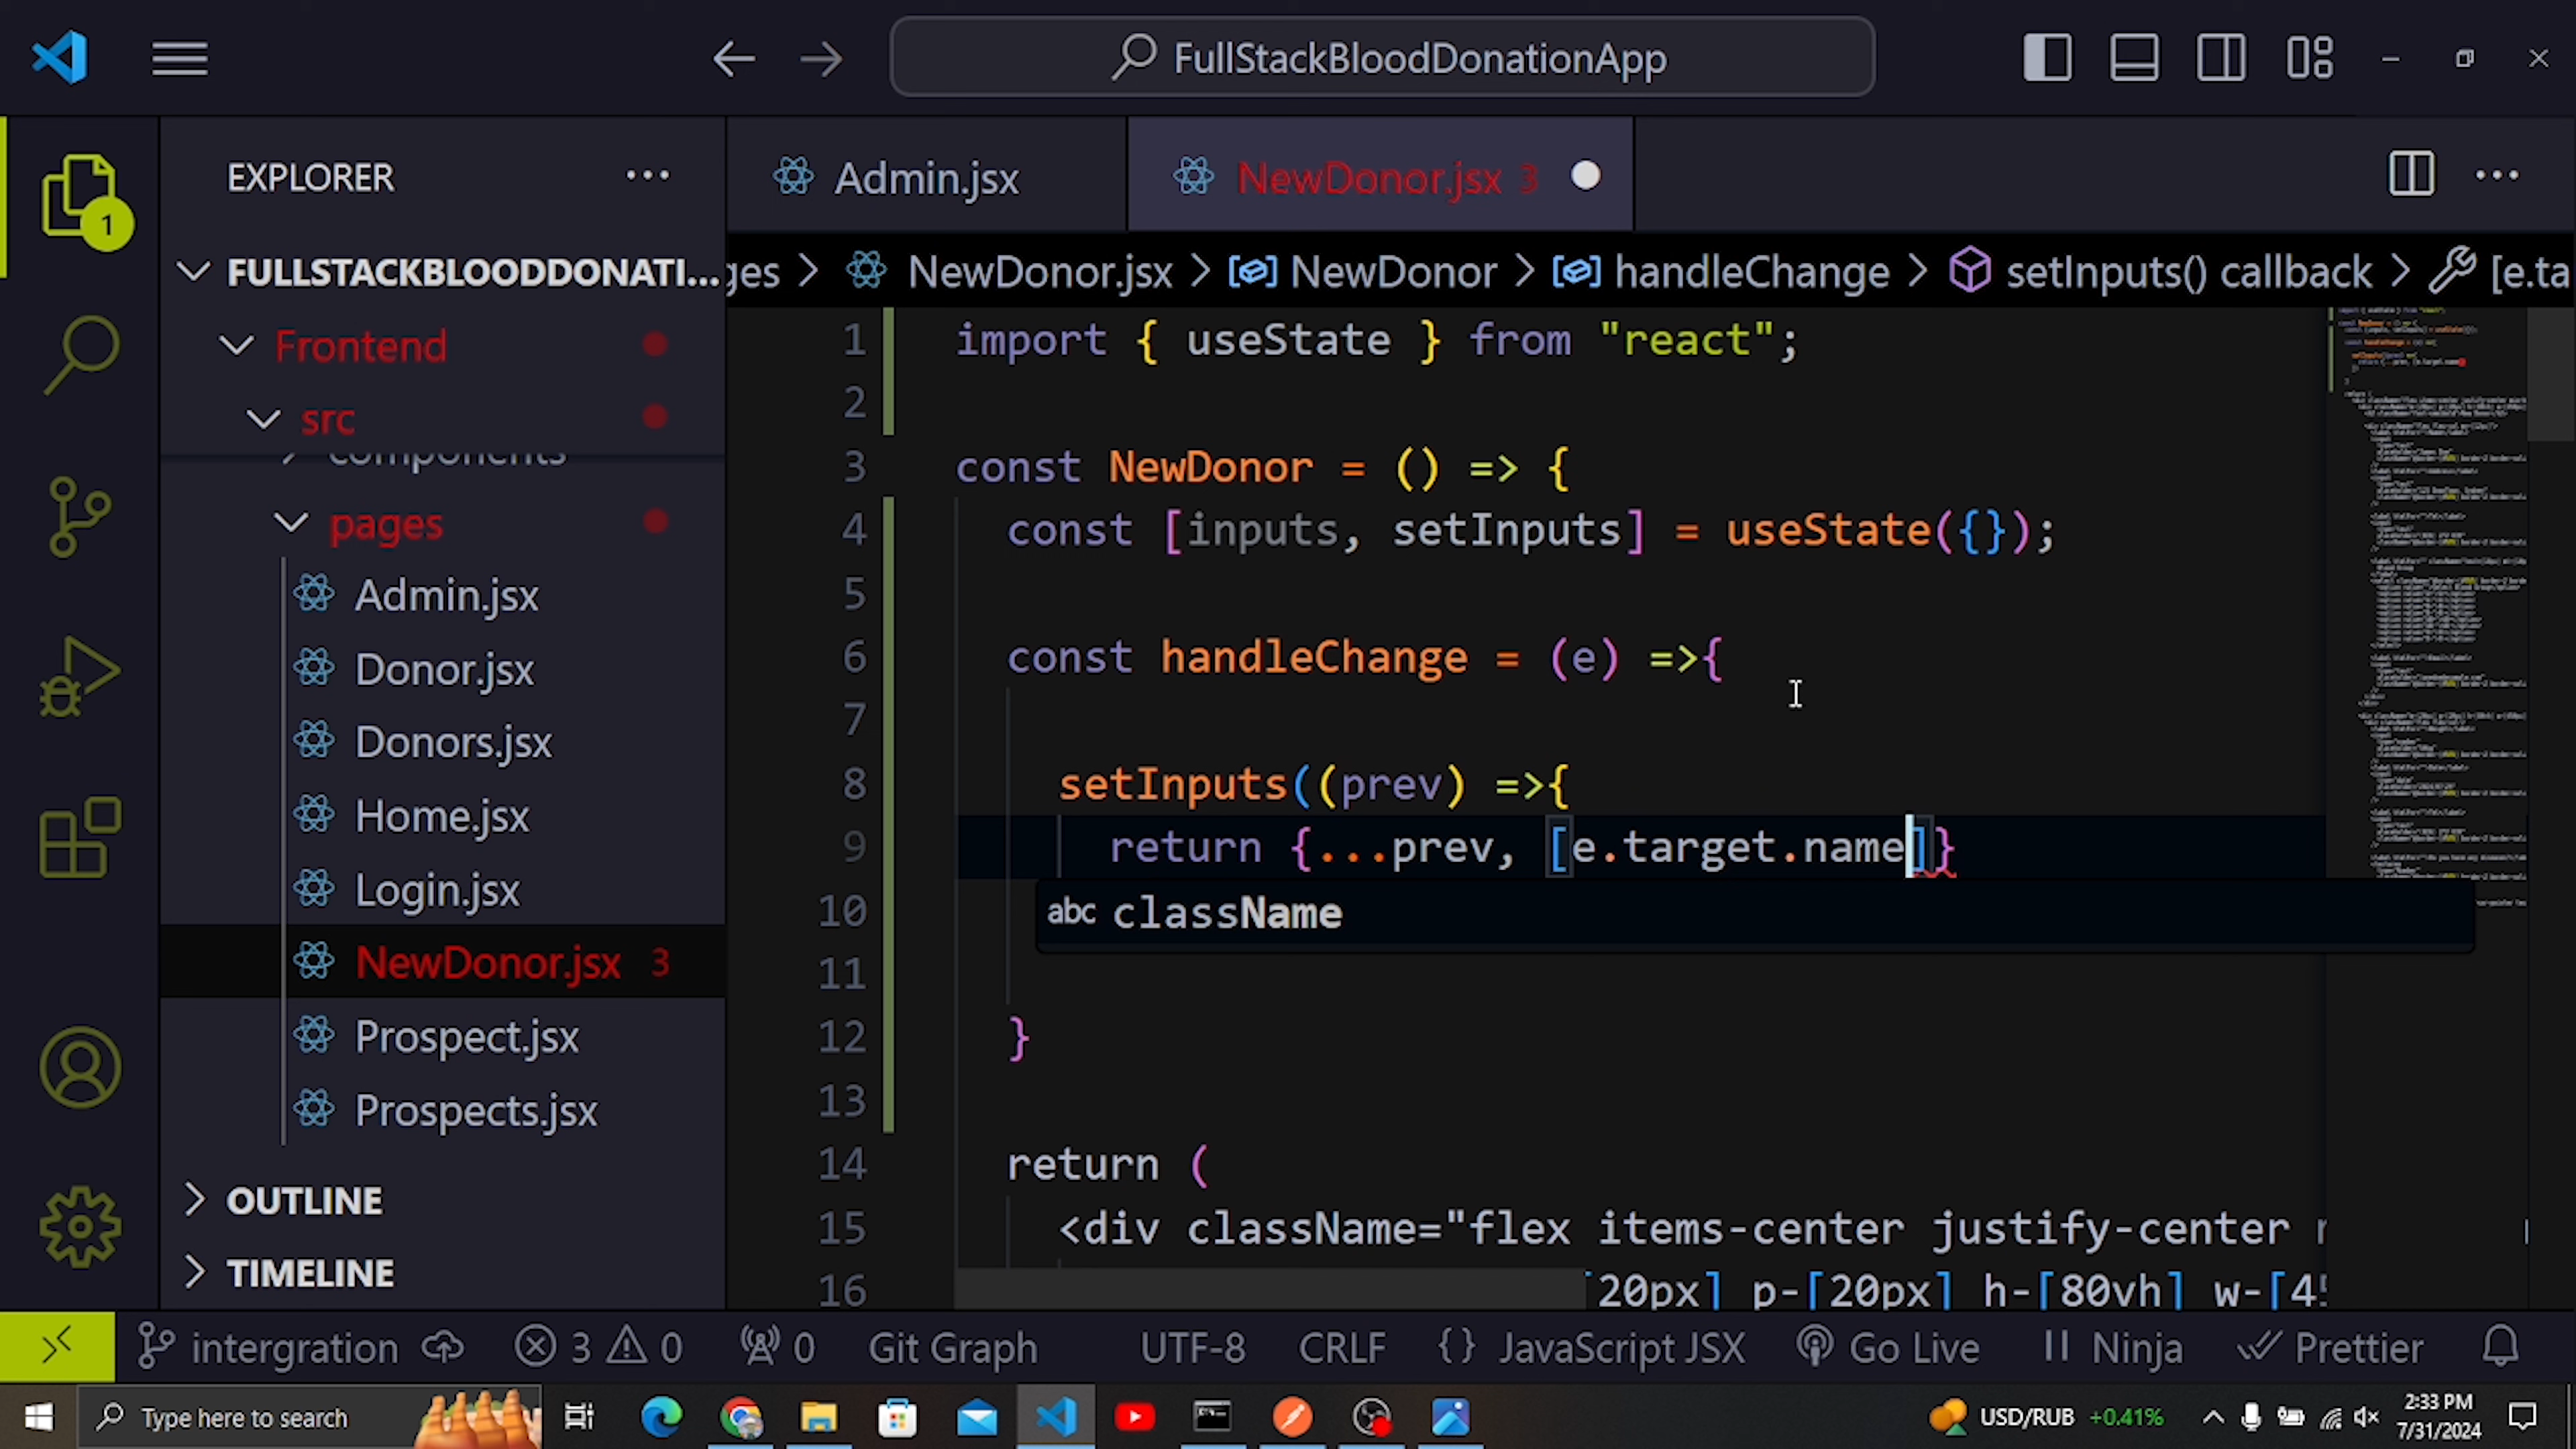 FullStackBloodDonationApp
EXPLORER
Admin.jsx
NewDonor.jsx 3
1
FULLSTACKBLOODDONATI...
ges > NewDonor.jsx > NewDonor > handleChange > setInputs() callback > [e.ta
Frontend
src
components
pages
Admin.jsx
Donor.jsx
Donors.jsx
Home.jsx
Login.jsx
NewDonor.jsx 3
Prospect.jsx
Prospects.jsx
OUTLINE
TIMELINE
1 import { useState } from "react";
2
3 const NewDonor = () => {
4 const [inputs, setInputs] = useState({});
5
6 const handleChange = (e) =>{
7
8 setInputs((prev) =>{
9 return {...prev, [e.target.name]}
10
abc className
11
12 }
13
14 return (
15 <div className="flex items-center justify-center
16 20px] p-[20px] h-[80vh] w-[45
intergration 3 0 0 Git Graph UTF-8 CRLF {} JavaScript JSX Go Live Ninja Prettier
Type here to search
USD/RUB +0.41%
2:33 PM
7/31/2024